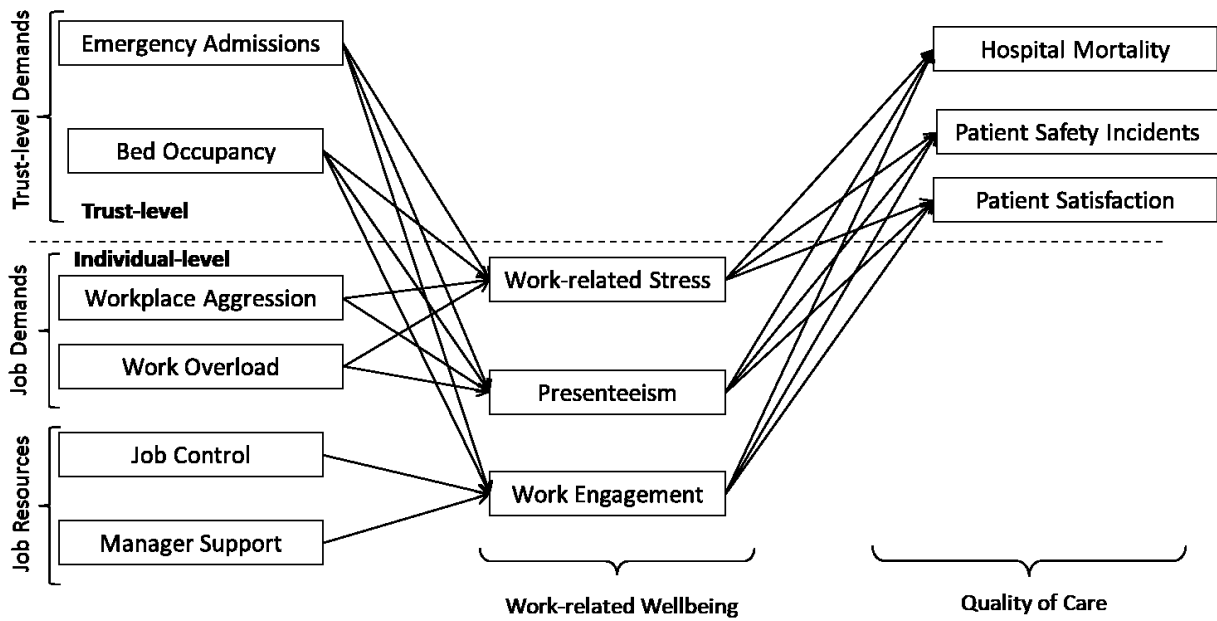 Trust-level Demands
Emergency Admissions
Bed Occupancy
Trust-level
Individual-level
Job Demands
Workplace Aggression
Work Overload
Job Resources
Job Control
Manager Support
Work-related Stress
Presenteeism
Work Engagement
Work-related Wellbeing
Hospital Mortality
Patient Safety Incidents
Patient Satisfaction
Quality of Care